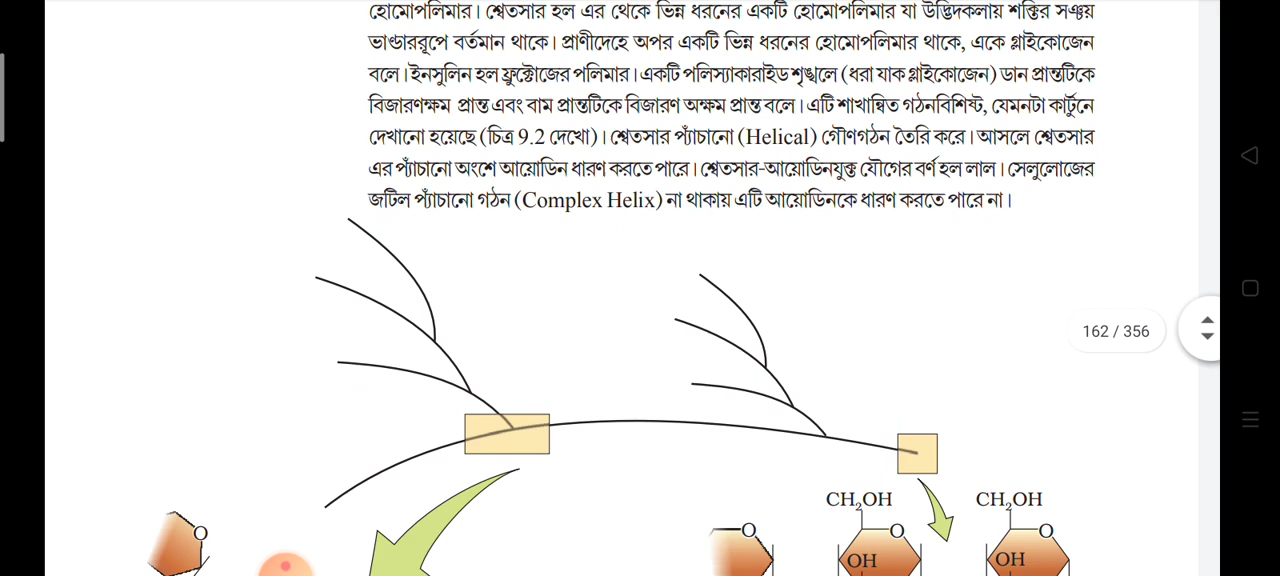 হোমোপলিমার। শ্বেতসার হল এর থেকে ভিন্ন ধরনের একটি হোমোপলিমার যা উদ্ভিদকলায় শক্তির সঞ্চয়
ভাণ্ডাররূপে বর্তমান থাকে। প্রাণীদেহে অপর একটি ভিন্ন ধরনের হোমোপলিমার থাকে, একে গ্লাইকোজেন
বলে। ইনসুলিন হল ফ্রুক্টোজের পলিমার। একটি পলিস্যাকারাইড শৃঙ্খলে (ধরা যাক গ্লাইকোজেন) ডান প্রান্তটিকে
বিজারণক্ষম প্রান্ত এবং বাম প্রান্তটিকে বিজারণ অক্ষম প্রান্ত বলে। এটি শাখান্বিত গঠনবিশিষ্ট, যেমনটা কার্টুনে
দেখানো হয়েছে (চিত্র 9.2 দেখো)। শ্বেতসার প্যাঁচানো (Helical) গৌণগঠন তৈরি করে। আসলে শ্বেতসার
এর প্যাঁচানো অংশে আয়োডিন ধারণ করতে পারে। শ্বেতসার-আয়োডিনযুক্ত যৌগের বর্ণ হল লাল। সেলুলোজের
জটিল প্যাঁচানো গঠন (Complex Helix) না থাকায় এটি আয়োডিনকে ধারণ করতে পারে না।
162 / 356
CH₂OH CH₂OH
O O O O
OH OH